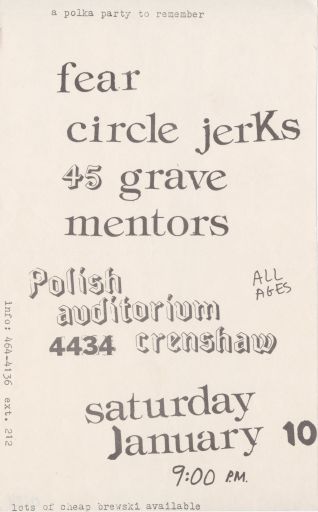 a polka party to remember
fear
circle jerKs
45 grave
mentors
Polish
auditorium
4434 crenshaw
ALL
AGES
info: 464-4136 ext. 212
saturday
January 10
9:00 P.M.
lots of cheap brewski available